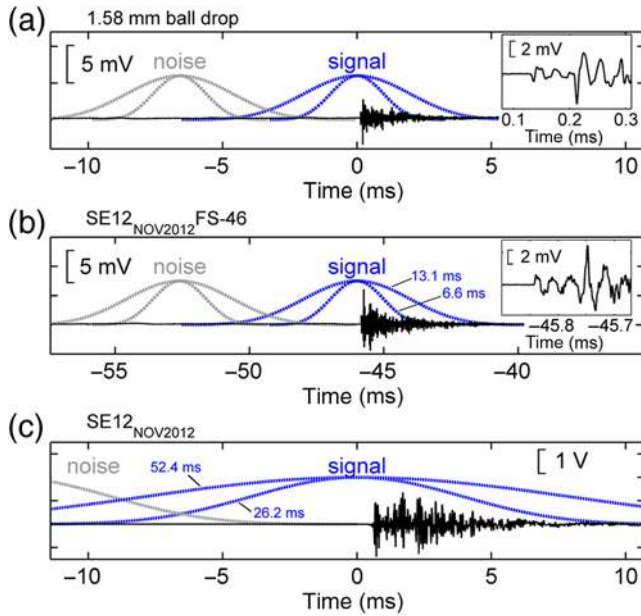 (a) 1.58 mm ball drop
5 mV
noise
signal
2 mV
0.1 0.2 0.3
Time (ms)
−10 −5 0 5 10
Time (ms)
(b) SE12NOV2012FS-46
5 mV
noise
signal
13.1 ms
6.6 ms
2 mV
−45.8 −45.7
Time (ms)
−55 −50 −45 −40
Time (ms)
(c) SE12NOV2012
noise
52.4 ms
signal
26.2 ms
1 V
−10 −5 0 5 10
Time (ms)